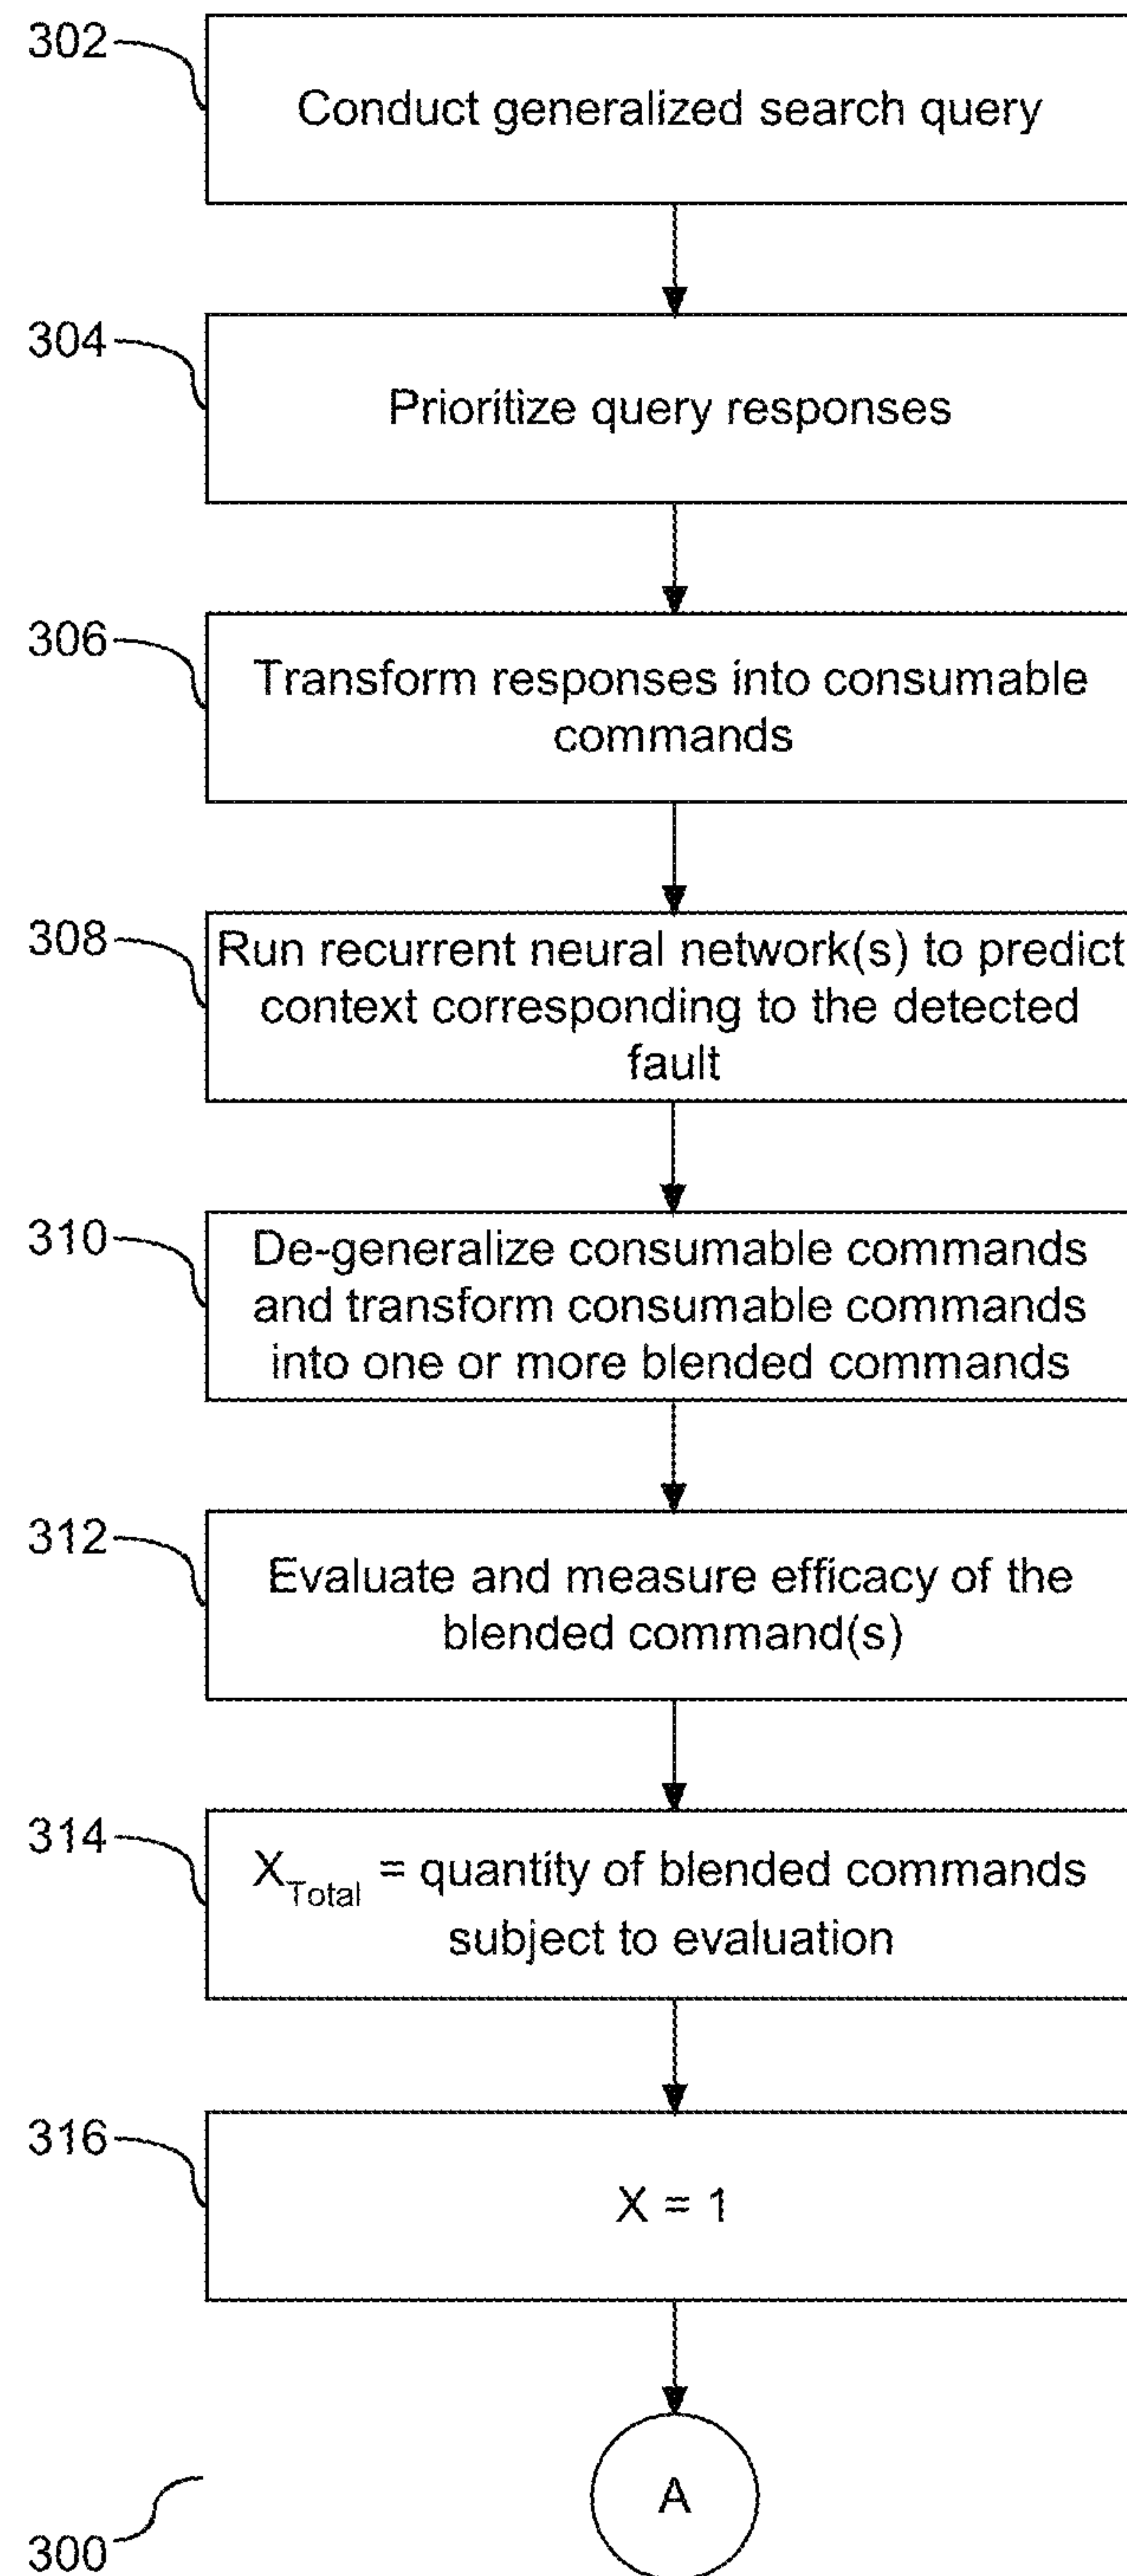 302
Conduct generalized search query
304
Prioritize query responses
306
Transform responses into consumable
commands
308
Run recurrent neural network(s) to predict
context corresponding to the detected
fault
310
De-generalize consumable commands
and transform consumable commands
into one or more blended commands
312
Evaluate and measure efficacy of the
blended command(s)
314
X_Total = quantity of blended commands
subject to evaluation
316
X = 1
A
300